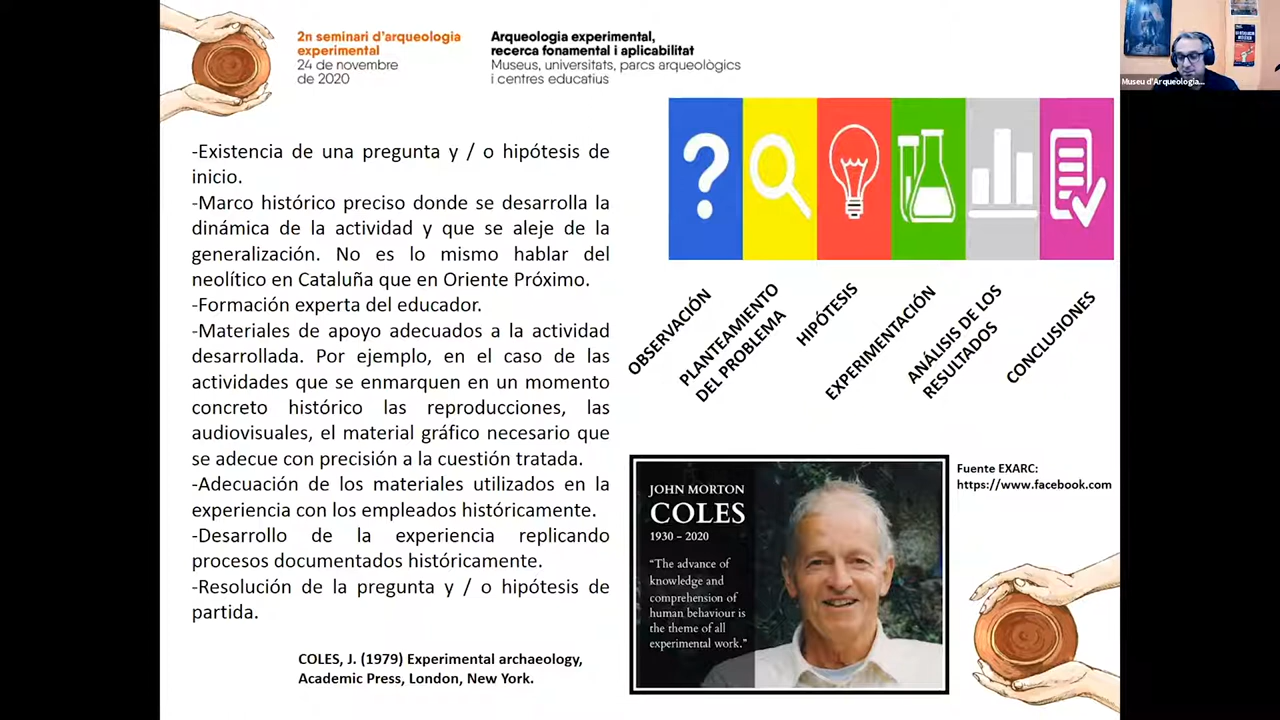 2n seminari d'arqueologia
experimental
24 de novembre
de 2020
Arqueologia experimental,
recerca fonamental i aplicabilitat
Museus, universitats, parcs arqueològics
i centres educatius
Museu d'Arqueologia...
-Existencia de una pregunta y / o hipótesis de
inicio.
-Marco histórico preciso donde se desarrolla la
dinámica de la actividad y que se aleje de la
generalización. No es lo mismo hablar del
neolítico en Cataluña que en Oriente Próximo.
-Formación experta del educador.
-Materiales de apoyo adecuados a la actividad
desarrollada. Por ejemplo, en el caso de las
actividades que se enmarquen en un momento
concreto histórico las reproducciones, las
audiovisuales, el material gráfico necesario que
se adecue con precisión a la cuestión tratada.
-Adecuación de los materiales utilizados en la
experiencia con los empleados históricamente.
-Desarrollo de la experiencia replicando
procesos documentados históricamente.
-Resolución de la pregunta y / o hipótesis de
partida.
COLES, J. (1979) Experimental archaeology,
Academic Press, London, New York.
?
OBSERVACIÓN
PLANTEAMIENTO
DEL PROBLEMA
HIPÓTESIS
EXPERIMENTACIÓN
ANÁLISIS DE LOS
RESULTADOS
CONCLUSIONES
JOHN MORTON
COLES
1930 – 2020
"The advance of
knowledge and
comprehension of
human behaviour is
the theme of all
experimental work."
Fuente EXARC:
https://www.facebook.com